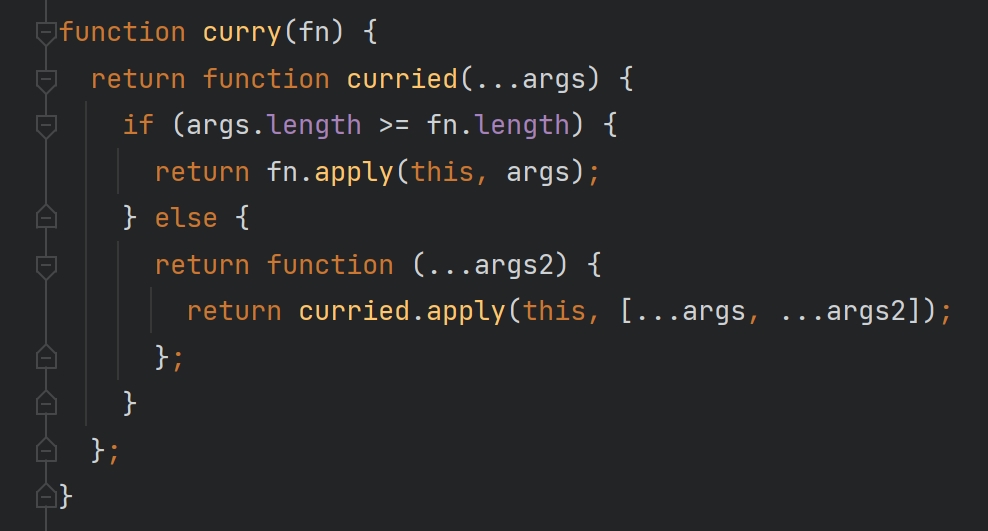 function curry(fn) {
  return function curried(...args) {
    if (args.length >= fn.length) {
      return fn.apply(this, args);
    } else {
      return function (...args2) {
        return curried.apply(this, [...args, ...args2]);
      };
    }
  };
}